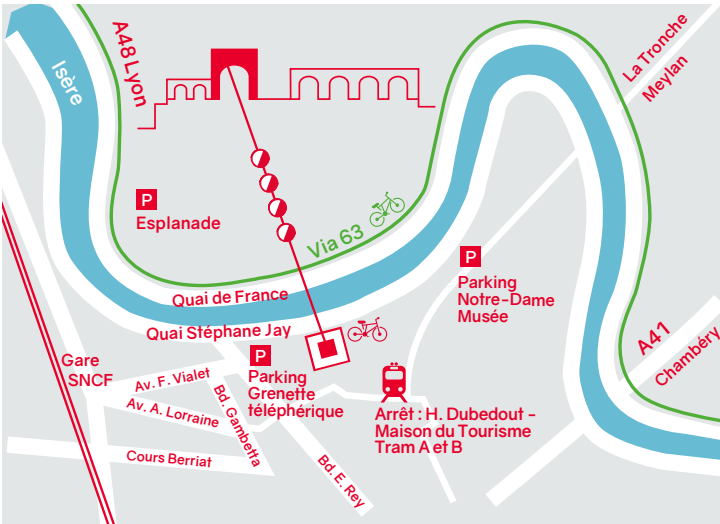 A48 Lyon
Isère
La Tronche
Meylan
P
Esplanade
Via 63
P
Parking
Notre-Dame
Musée
Quai de France
Quai Stéphane Jay
A41
Chambéry
Gare
SNCF
P
Parking
Grenette
téléphérique
Av. F. Vialet
Av. A. Lorraine
Bd. Gambetta
Cours Berriat
Bd. E. Rey
Arrêt : H. Dubedout -
Maison du Tourisme
Tram A et B